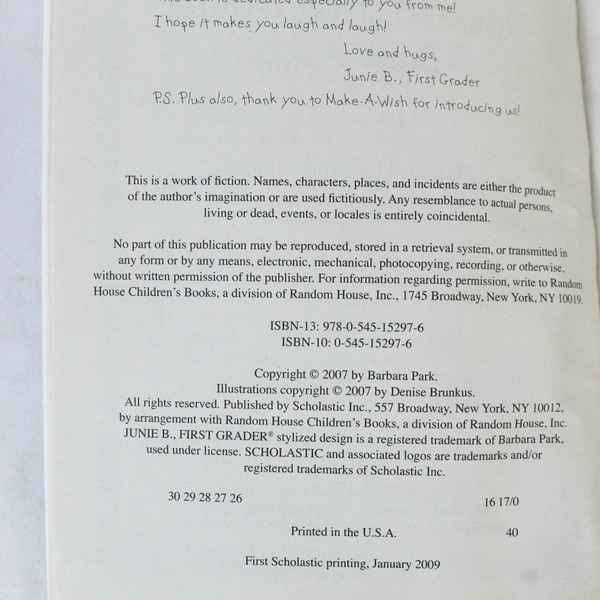 especially to you from me!
I hope it makes you laugh and laugh!
Love and hugs,
Junie B., First Grader
P.S. Plus also, thank you to Make-A-Wish for introducing us!
This is a work of fiction. Names, characters, places, and incidents are either the product
of the author's imagination or are used fictitiously. Any resemblance to actual persons,
living or dead, events, or locales is entirely coincidental.
No part of this publication may be reproduced, stored in a retrieval system, or transmitted in
any form or by any means, electronic, mechanical, photocopying, recording, or otherwise,
without written permission of the publisher. For information regarding permission, write to Random
House Children's Books, a division of Random House, Inc., 1745 Broadway, New York, NY 10019.
ISBN-13: 978-0-545-15297-6
ISBN-10: 0-545-15297-6
Copyright © 2007 by Barbara Park.
Illustrations copyright © 2007 by Denise Brunkus.
All rights reserved. Published by Scholastic Inc., 557 Broadway, New York, NY 10012,
by arrangement with Random House Children's Books, a division of Random House, Inc.
JUNIE B., FIRST GRADER® stylized design is a registered trademark of Barbara Park,
used under license. SCHOLASTIC and associated logos are trademarks and/or
registered trademarks of Scholastic Inc.
30 29 28 27 26 16 17/0
Printed in the U.S.A. 40
First Scholastic printing, January 2009